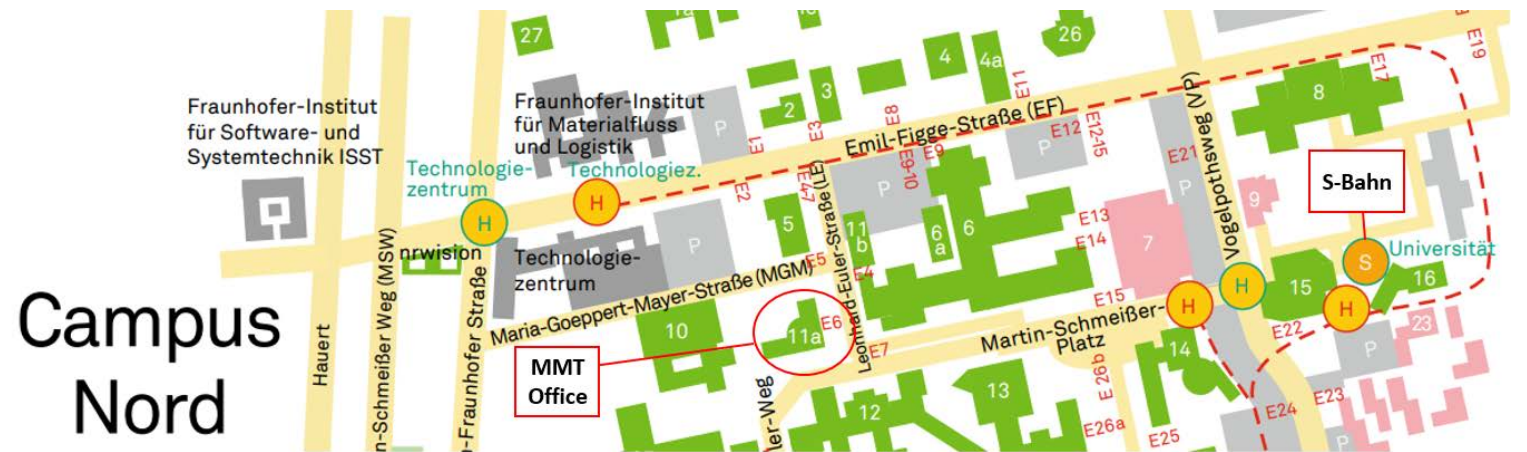 27
26
4
4a
3
2
E11
E19
E17
8
Fraunhofer-Institut
für Software- und
Systemtechnik ISST
Fraunhofer-Institut
für Materialfluss
und Logistik
P
E1
E3
E8
Emil-Figge-Straße (EF)
E12
E12-15
P
E9
E9-10
E21
P
Vogelpothsweg (VP)
S-Bahn
Technologie-
zentrum
Technologiez.
H
H
E2
E4-7
P
5
11
b
6
a
6
E13
E14
7
9
nrwision
Technologie-
zentrum
P
E5
E4
S
Universität
16
15
H
H
H
E15
E22
23
P
Maria-Goeppert-Mayer-Straße (MGM)
Leonhard-Euler-Straße (LE)
10
11a
E6
E7
Martin-Schmeißer-
Platz
14
E 26b
13
12
E26a
E25
E24
E23
P
MMT
Office
Campus
Nord
Hauert
n-Schmeißer Weg (MSW)
-Fraunhofer Straße
ler-Weg